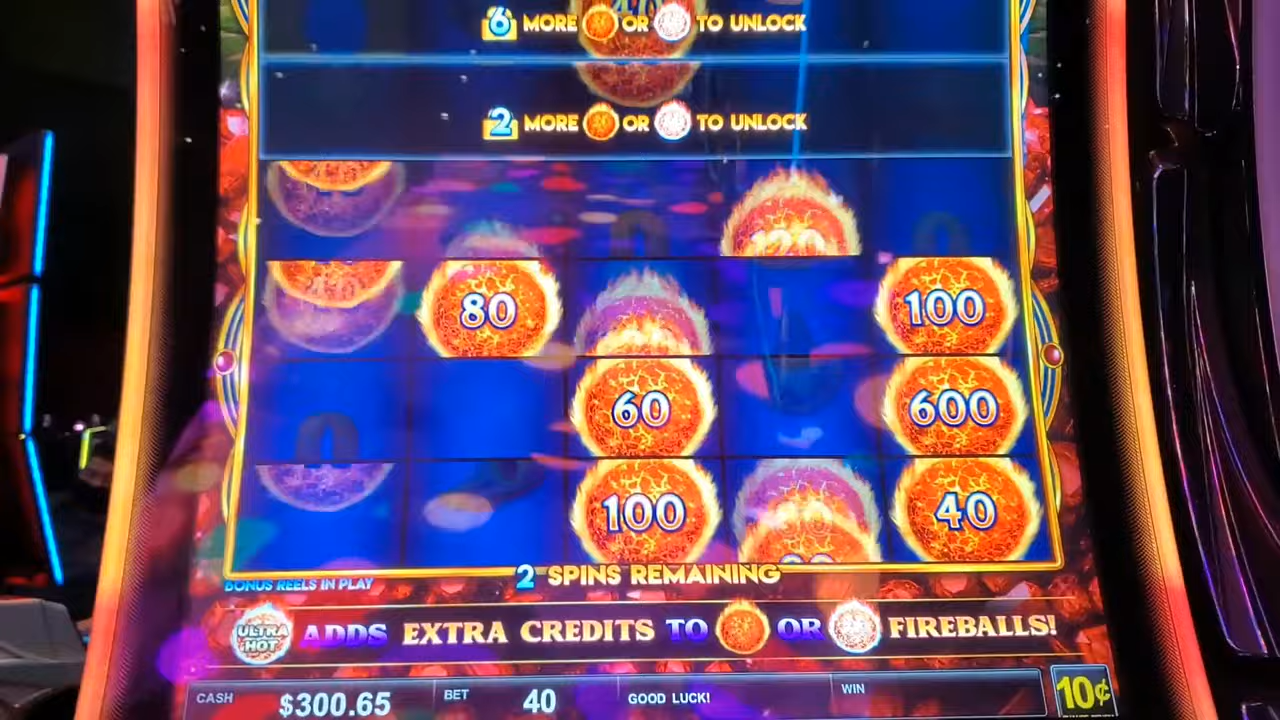 6 MORE OR TO UNLOCK
2 MORE OR TO UNLOCK
120
80
100
60
600
100
40
2 SPINS REMAINING
BONUS REELS IN PLAY
ULTRA HOT ADDS EXTRA CREDITS TO OR FIREBALLS!
CASH $300.65 BET 40 GOOD LUCK! WIN 10¢